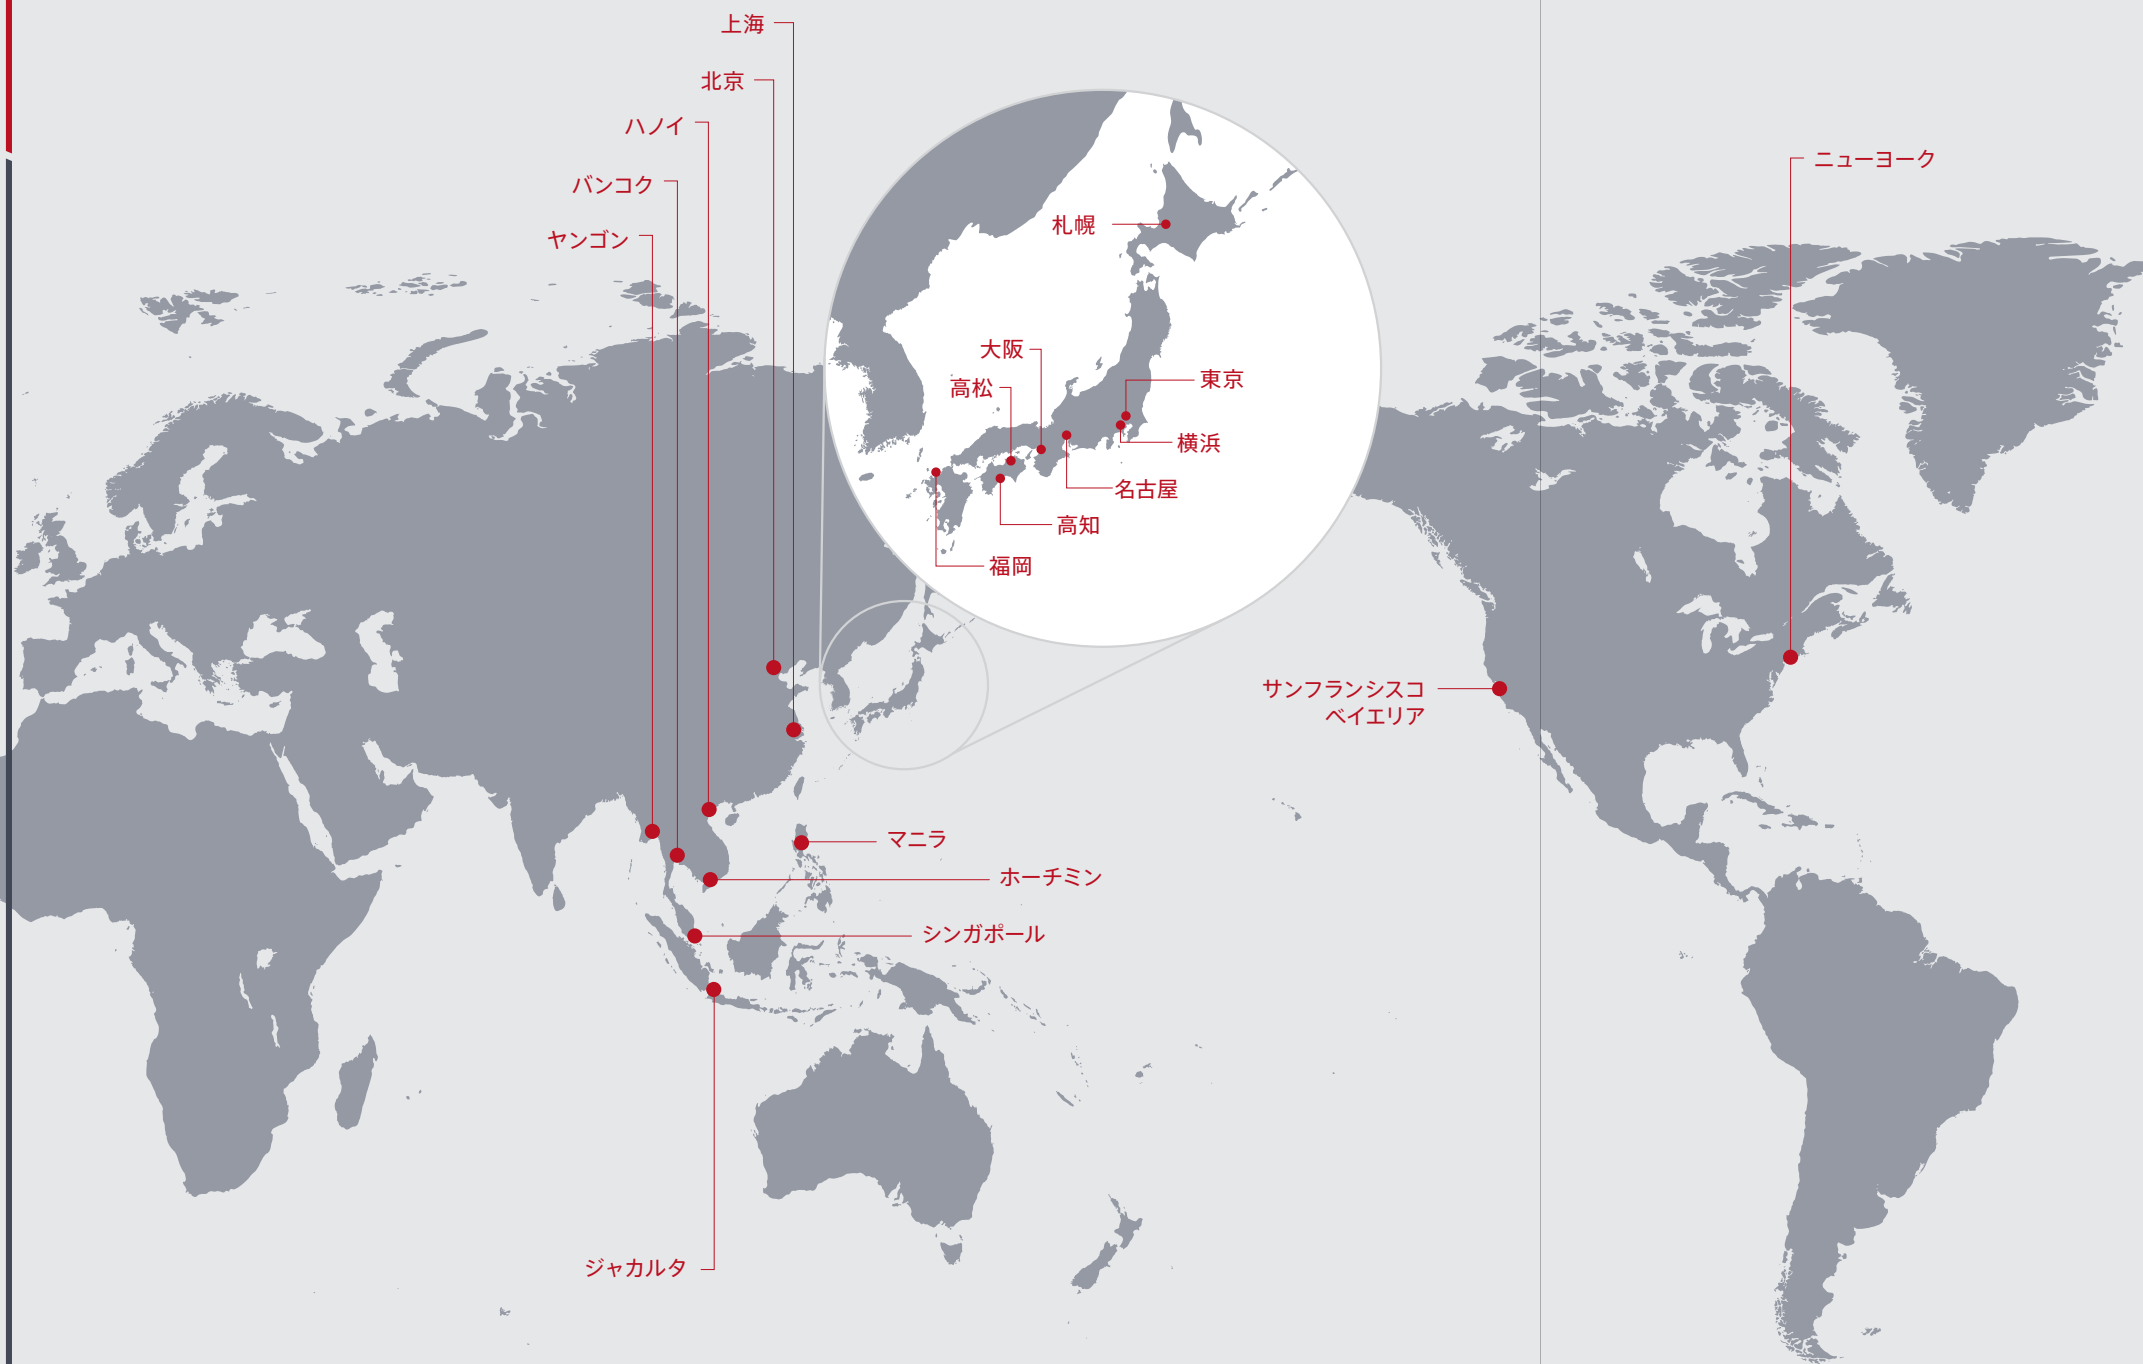 上海
北京
ハノイ
バンコク
ヤンゴン
ニューヨーク
札幌
大阪
高松
東京
横浜
名古屋
高知
福岡
サンフランシスコ
ベイエリア
マニラ
ホーチミン
シンガポール
ジャカルタ